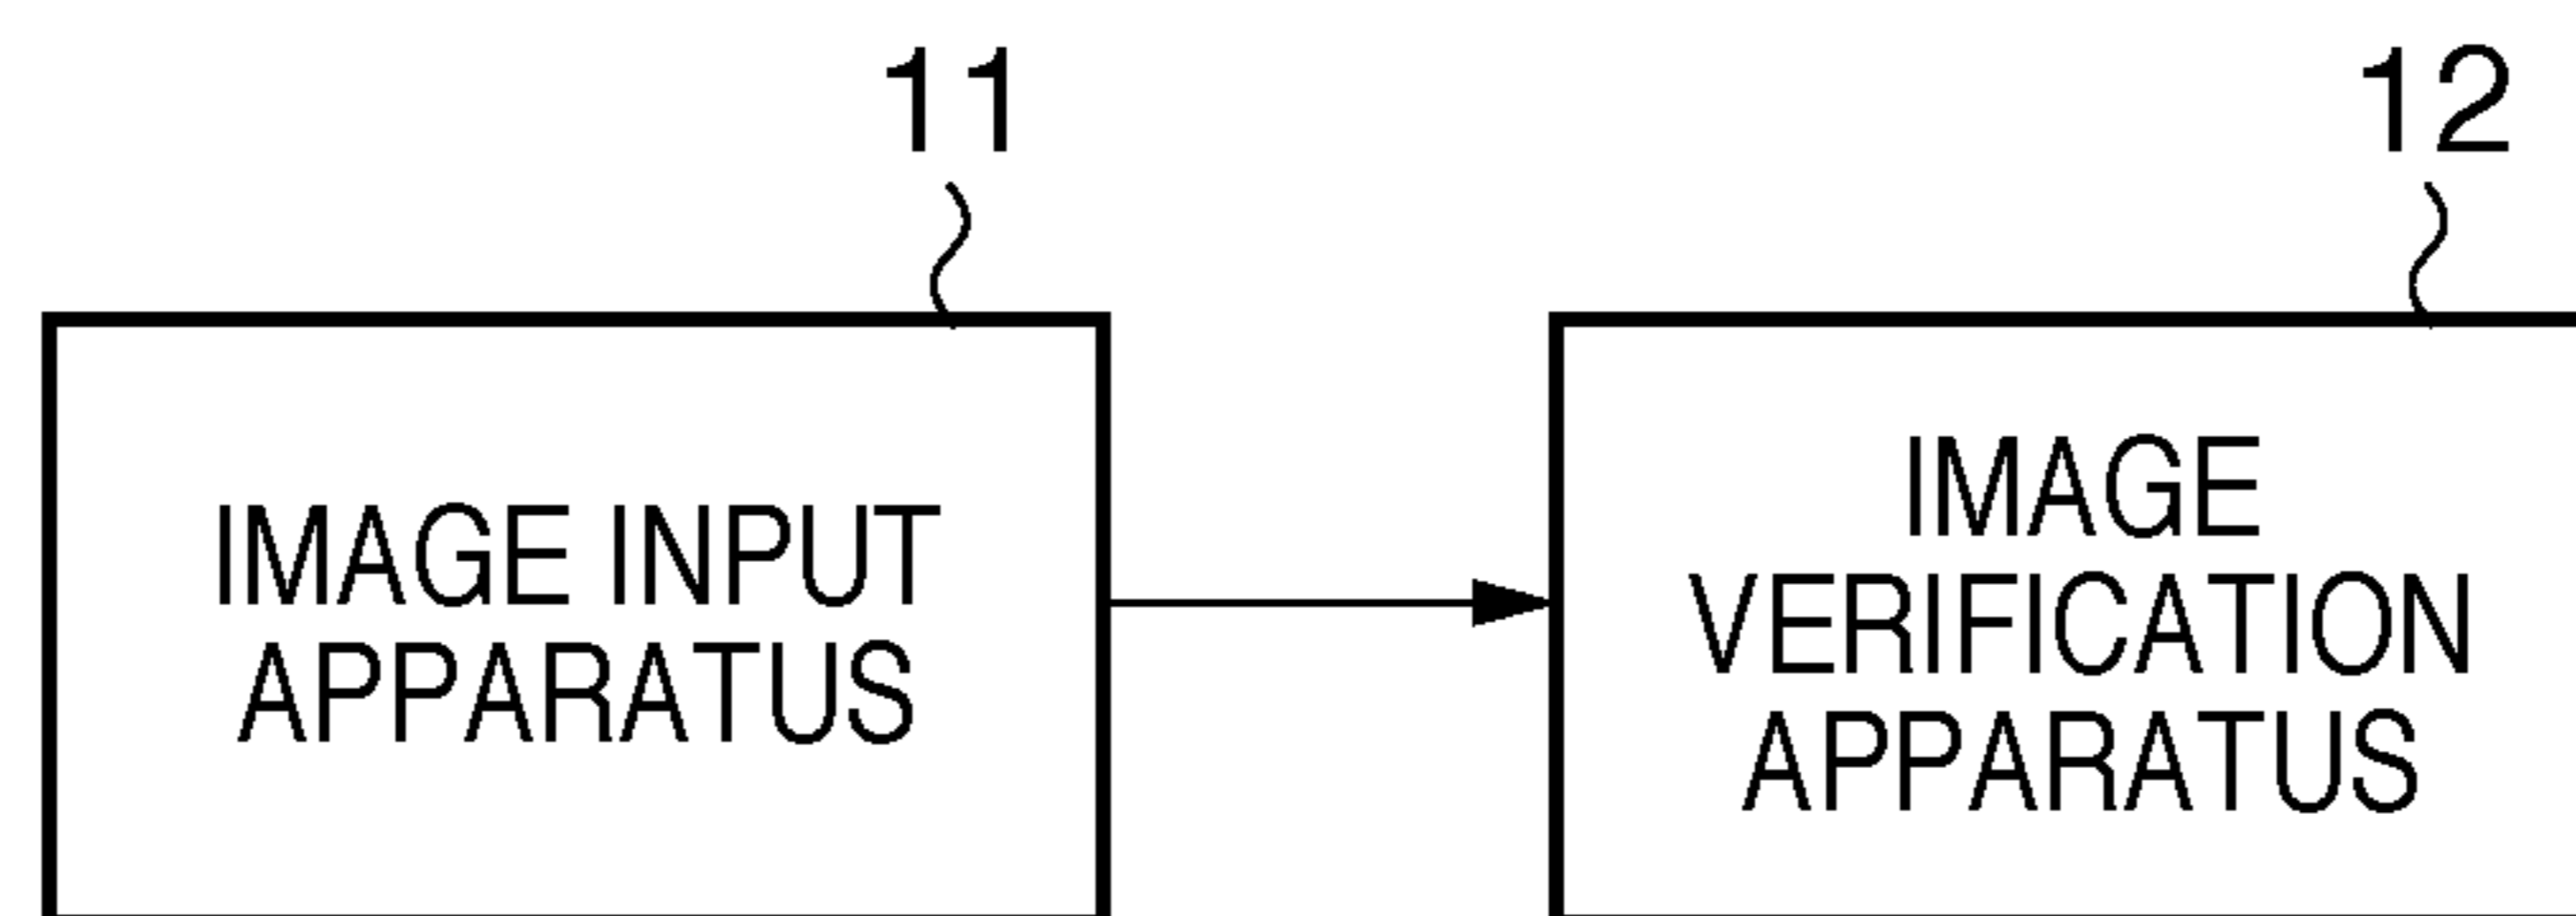 11
12
IMAGE INPUT
APPARATUS
IMAGE
VERIFICATION
APPARATUS